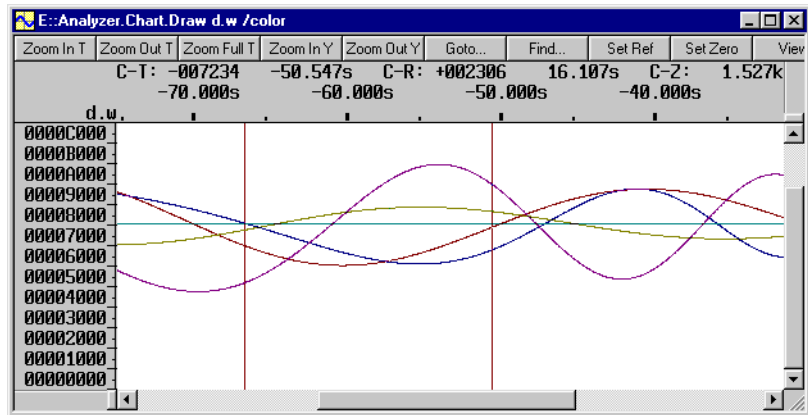 E::Analyzer.Chart.Draw d.w /color
Zoom In T Zoom Out T Zoom Full T Zoom In Y Zoom Out Y Goto... Find... Set Ref Set Zero View
C-T: -007234 -50.547s C-R: +002306 16.107s C-Z: 1.527k
-70.000s -60.000s -50.000s -40.000s
d.w
0000C000
0000B000
0000A000
00009000
00008000
00007000
00006000
00005000
00004000
00003000
00002000
00001000
00000000